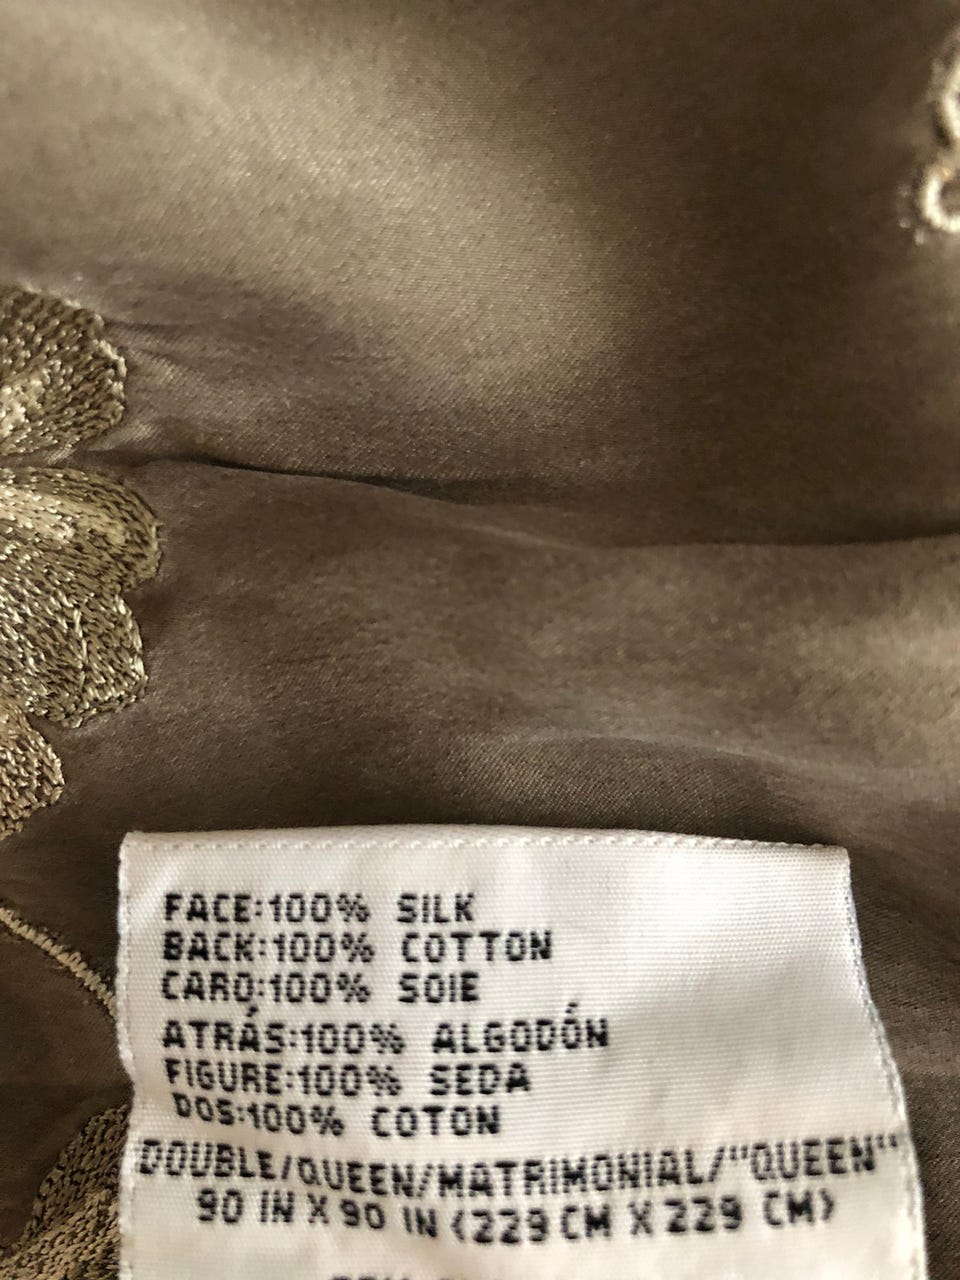 FACE:100% SILK
BACK:100% COTTON
CARO:100% SOIE
ATRÁS:100% ALGODÓN
FIGURE:100% SEDA
DOS:100% COTON
DOUBLE/QUEEN/MATRIMONIAL/"QUEEN"
90 IN X 90 IN (229 CM X 229 CM)